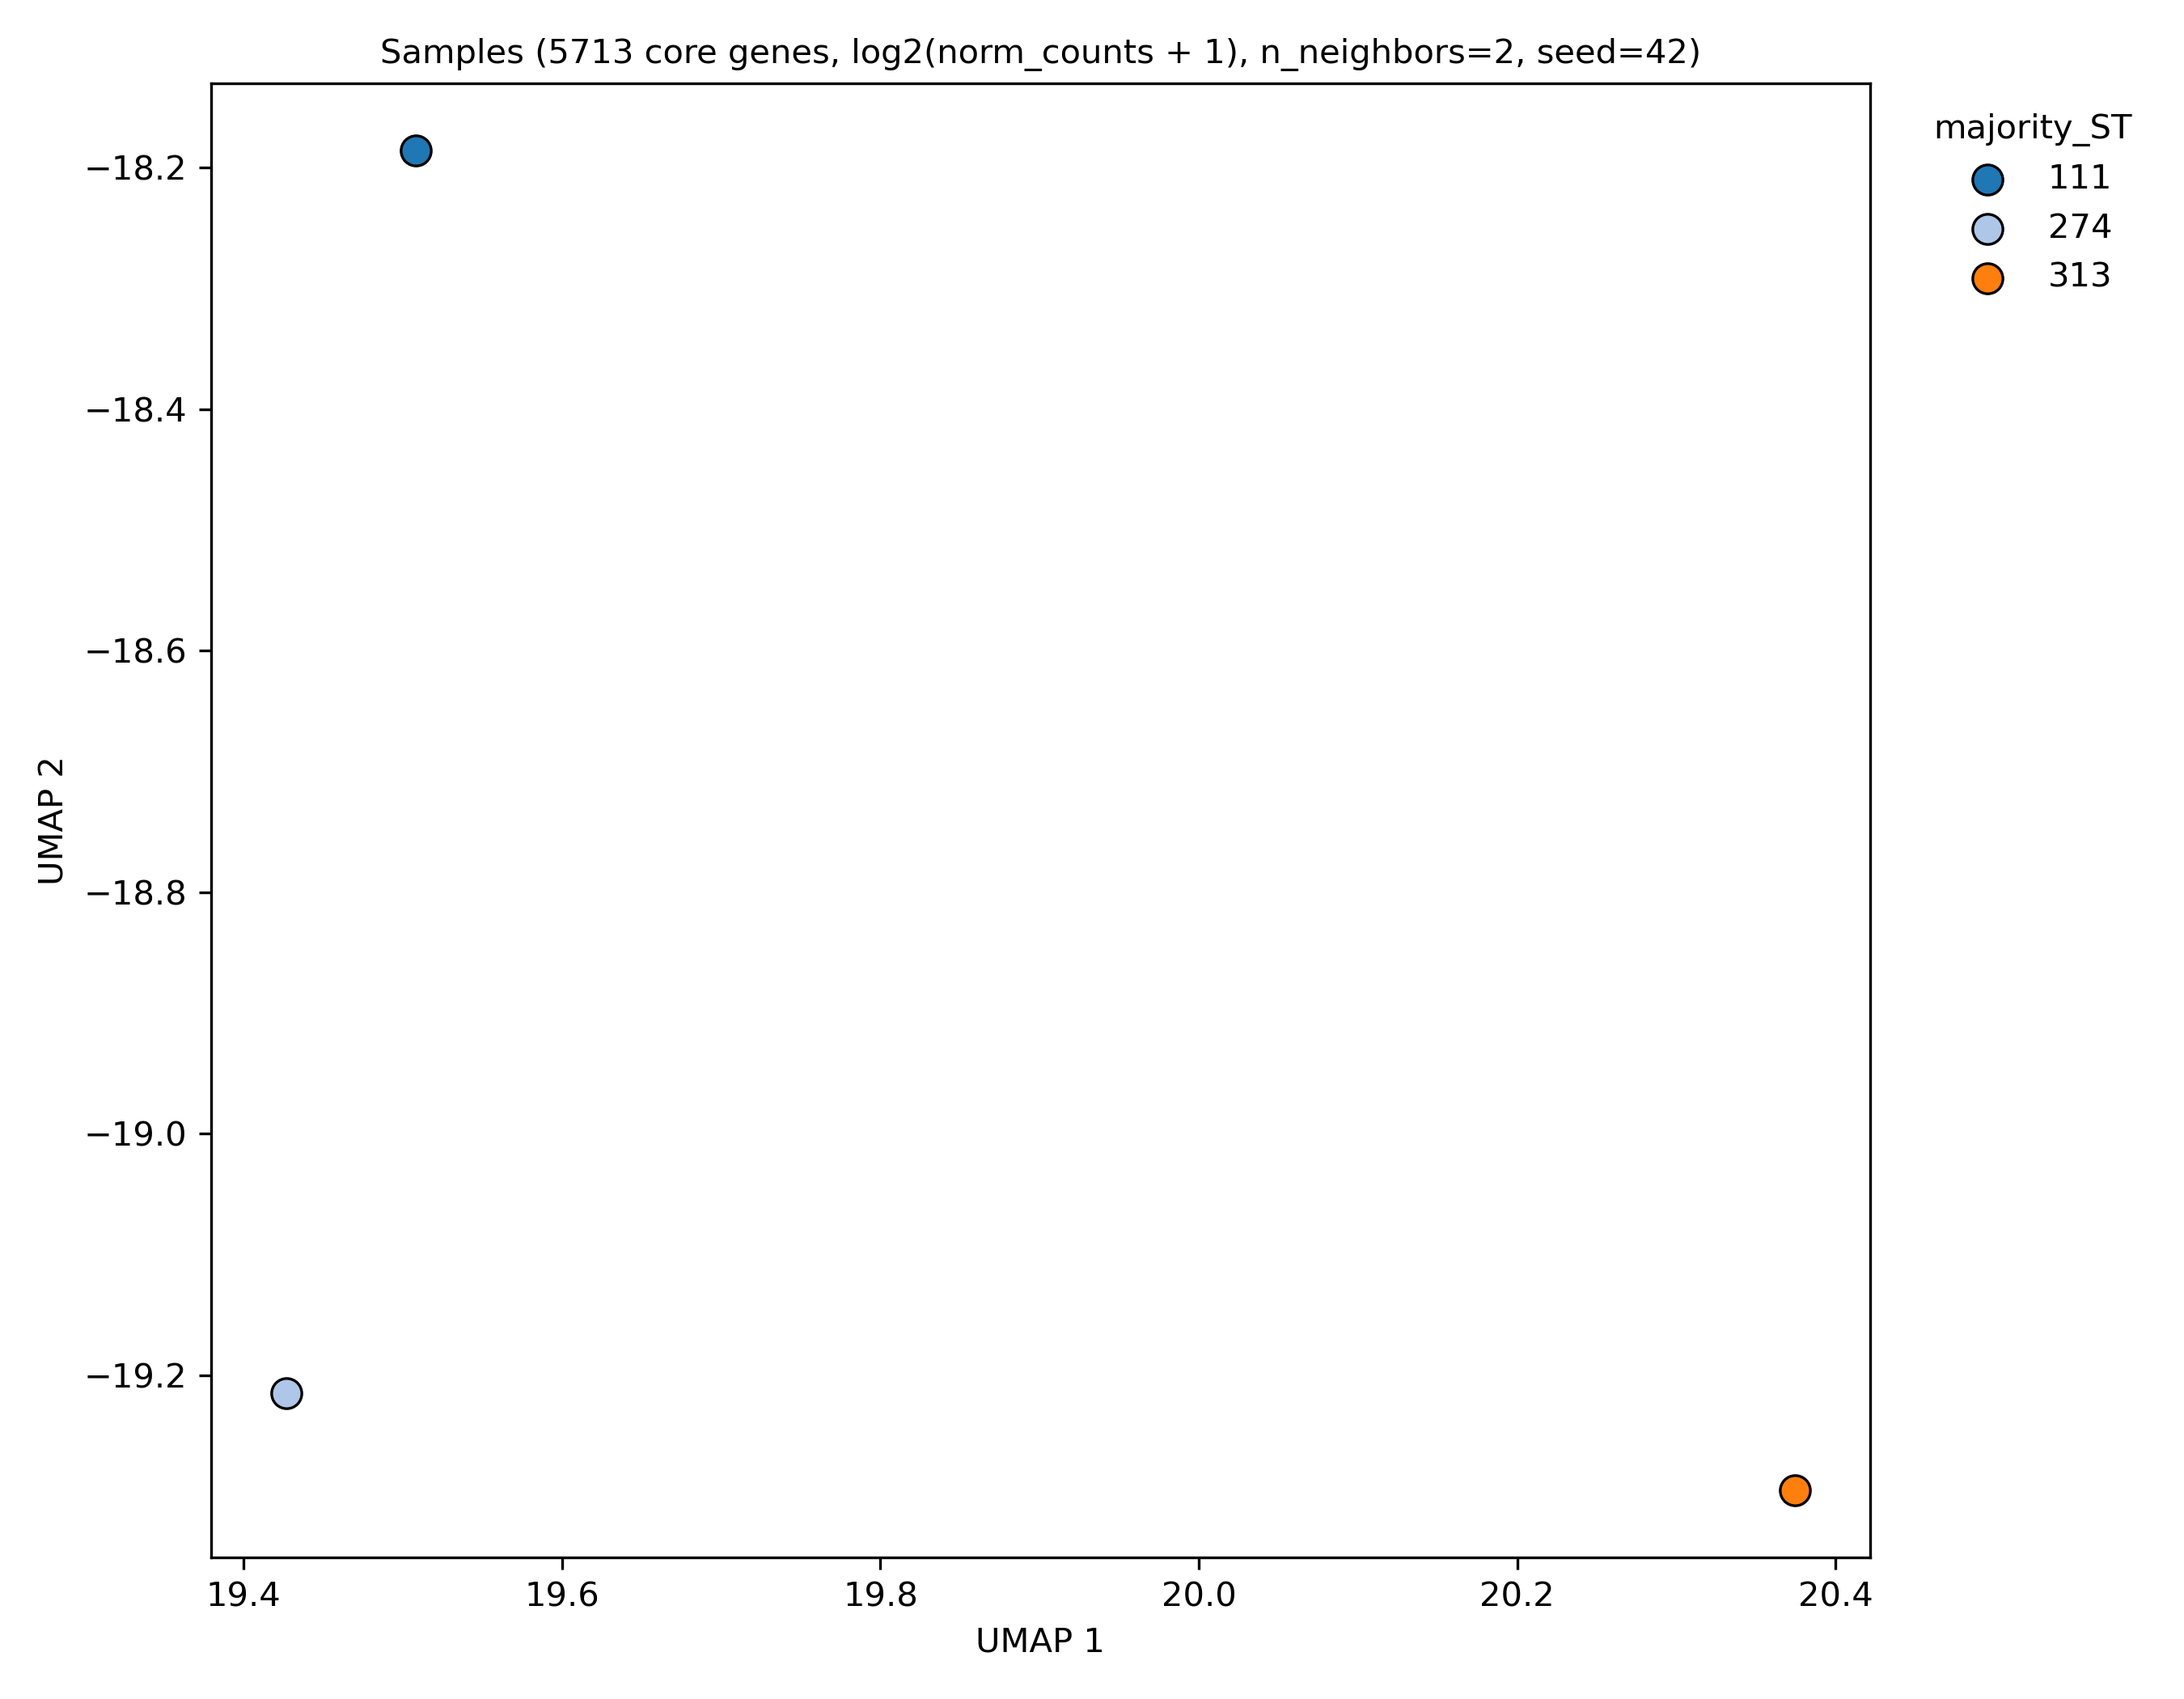 Samples (5713 core genes, log2(norm_counts + 1), n_neighbors=2, seed=42)
majority_ST
111
274
313
−18.2
−18.4
−18.6
−18.8
−19.0
−19.2
UMAP 2
19.4 19.6 19.8 20.0 20.2 20.4
UMAP 1